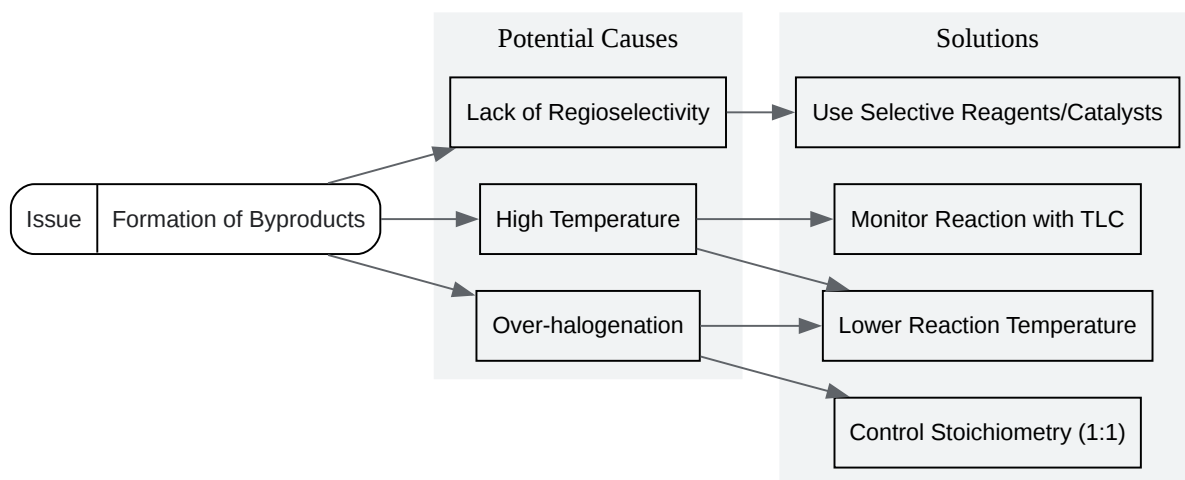 Potential Causes
Solutions
Lack of Regioselectivity
Use Selective Reagents/Catalysts
Issue
Formation of Byproducts
High Temperature
Monitor Reaction with TLC
Over-halogenation
Lower Reaction Temperature
Control Stoichiometry (1:1)